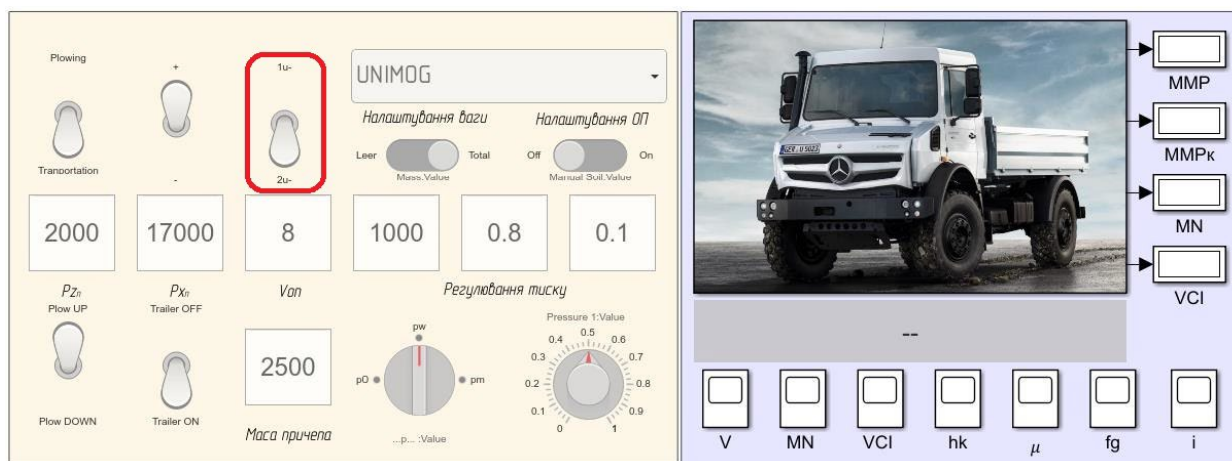 Plowing
+
1u-
UNIMOG
Налаштування ваги
Налаштування ОП
Leer
Total
Off
On
Tranportation
-
2u-
Mass.Value
Manual Soil.Value
2000
17000
8
1000
0.8
0.1
Pzп
Pxп
Vоп
Регулювання тиску
Plow UP
Trailer OFF
2500
pw
p0
pm
Pressure 1:Value
0
0.1
0.2
0.3
0.4
0.5
0.6
0.7
0.8
0.9
1
Plow DOWN
Trailer ON
Маса причепа
...p... :Value
MMP
MMPк
MN
VCI
--
V
MN
VCI
hk
μ
fg
i